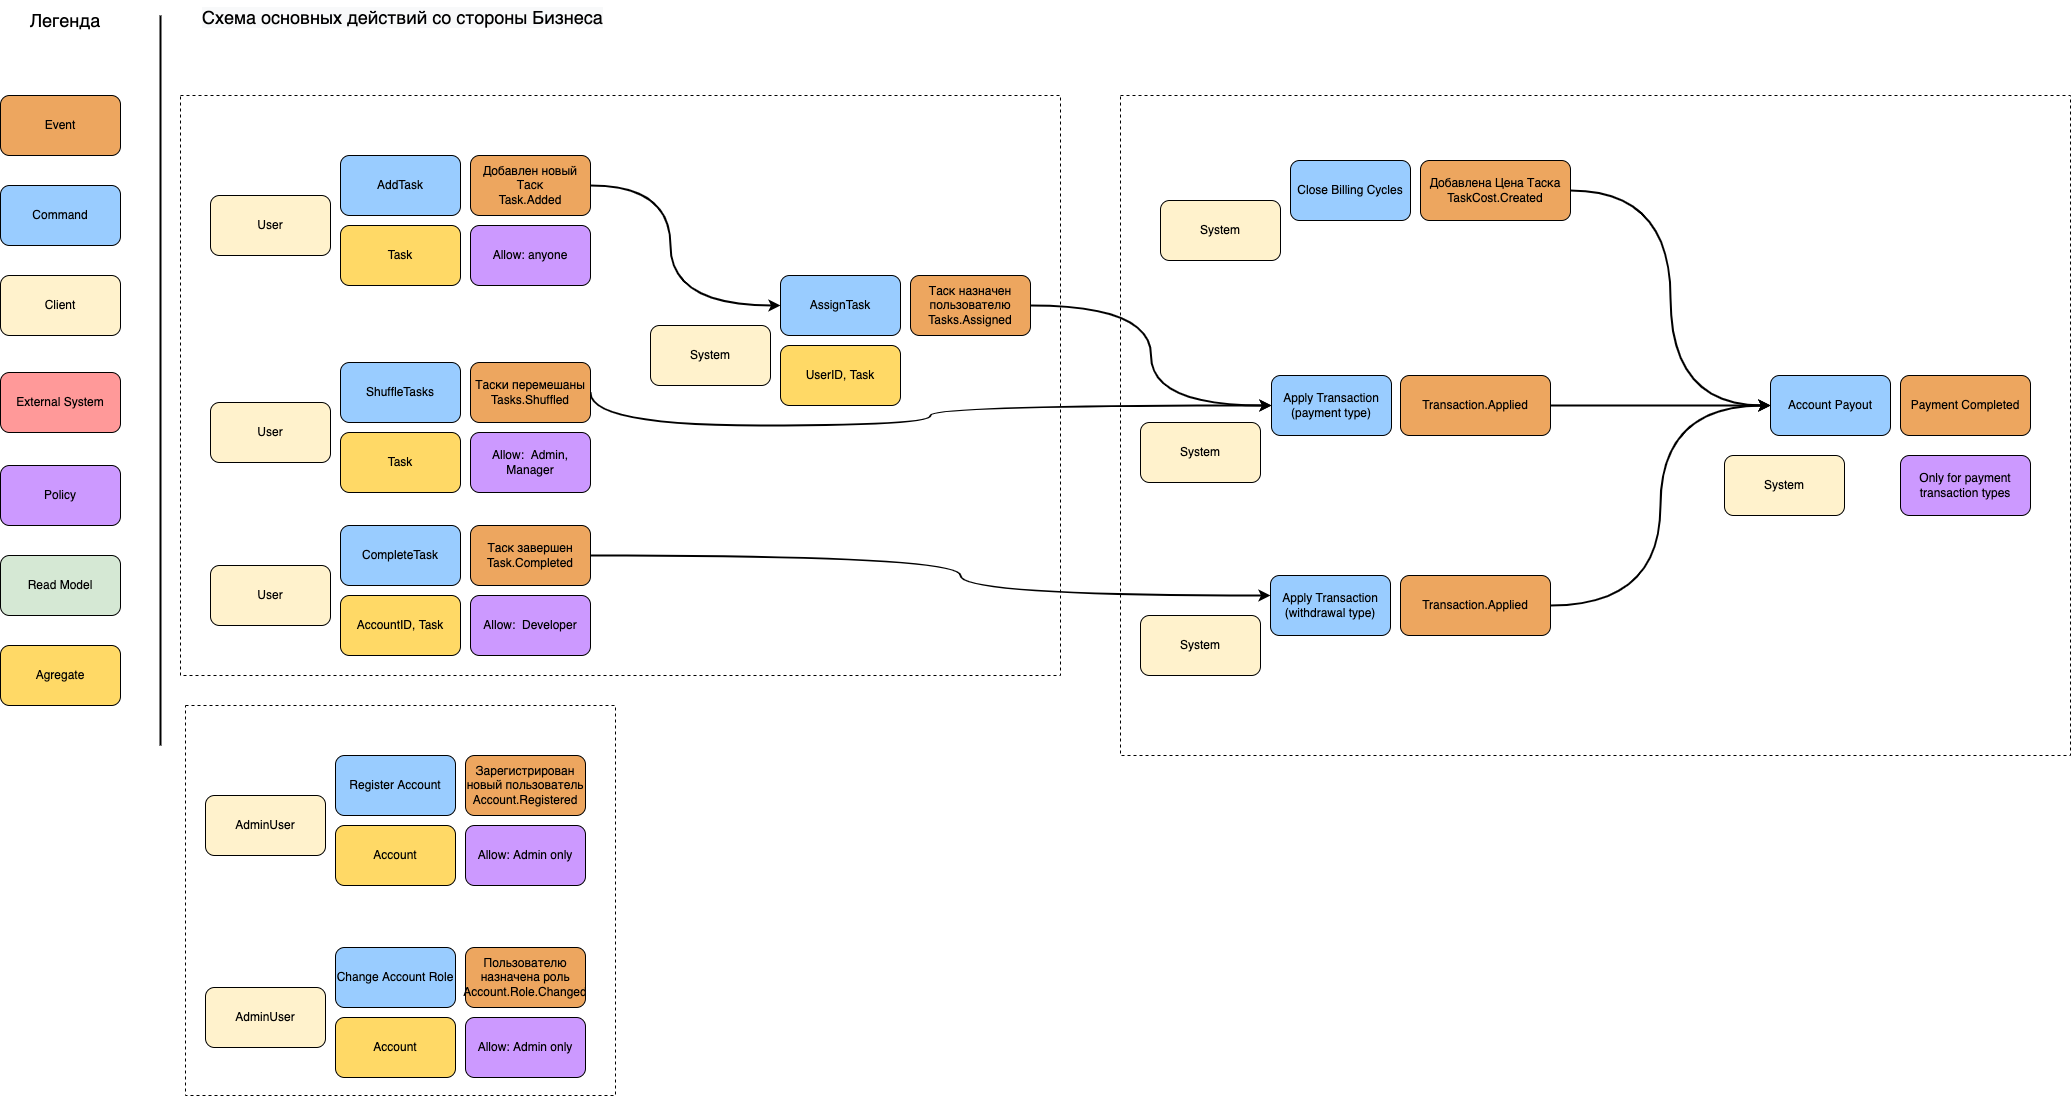 Легенда
Схема основных действий со стороны Бизнеса
Event
Command
Client
External System
Policy
Read Model
Agregate
User
AddTask
Добавлен новый
Таск
Task.Added
Task
Allow: anyone
System
AssignTask
Таск назначен
пользователю
Tasks.Assigned
UserID, Task
User
ShuffleTasks
Таски перемешаны
Tasks.Shuffled
Task
Allow:  Admin,
Manager
User
CompleteTask
Таск завершен
Task.Completed
AccountID, Task
Allow:  Developer
System
Close Billing Cycles
Добавлена Цена Таска
TaskCost.Created
System
Apply Transaction
(payment type)
Transaction.Applied
System
Apply Transaction
(withdrawal type)
Transaction.Applied
Account Payout
Payment Completed
System
Only for payment
transaction types
AdminUser
Register Account
Зарегистрирован
новый пользователь
Account.Registered
Account
Allow: Admin only
AdminUser
Change Account Role
Пользователю
назначена роль
Account.Role.Changed
Account
Allow: Admin only